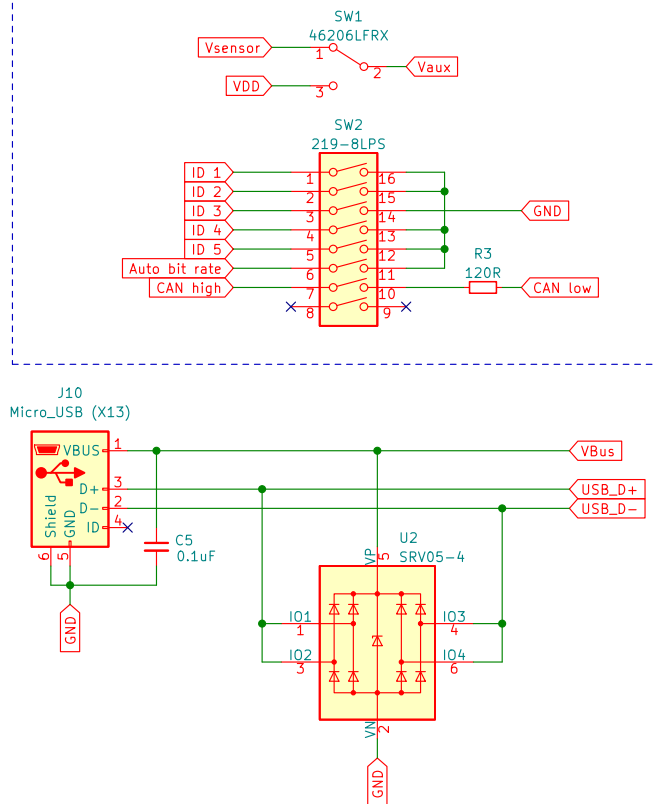 SW1
46206LFRX
Vsensor
1
2
Vaux
VDD
3
SW2
219-8LPS
ID 1
1
16
ID 2
2
15
ID 3
3
14
GND
ID 4
4
13
ID 5
5
12
Auto bit rate
6
11
CAN high
7
10
R3
120R
CAN low
8
9
J10
Micro_USB (X13)
VBUS
1
VBus
D+
3
USB_D+
D-
2
USB_D-
ID
4
Shield
GND
6
5
GND
C5
0.1uF
U2
SRV05-4
VP
5
IO1
1
IO3
4
IO2
3
IO4
6
VN
2
GND